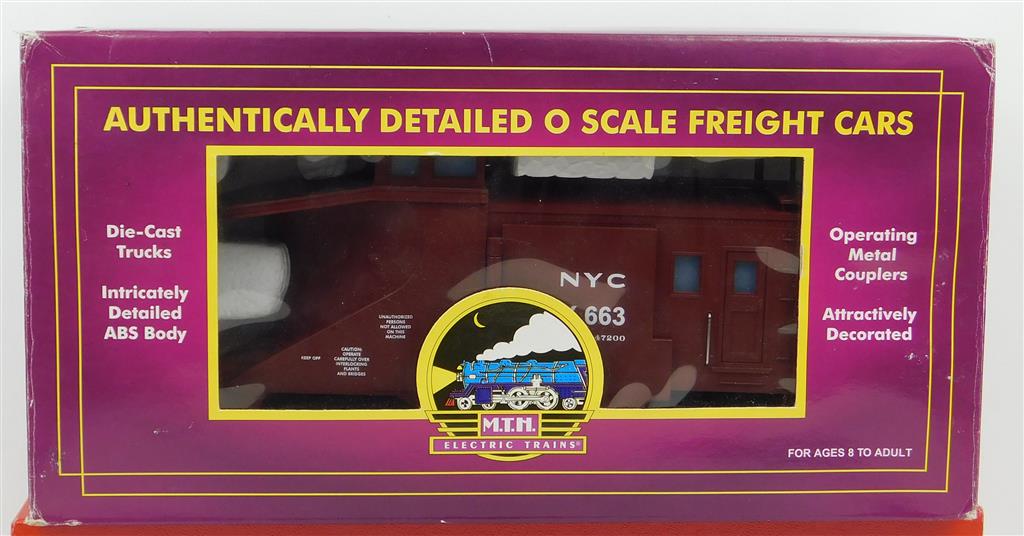 AUTHENTICALLY DETAILED O SCALE FREIGHT CARS
Die-Cast
Trucks
Intricately
Detailed
ABS Body
Operating
Metal
Couplers
Attractively
Decorated
NYC
663
47200
UNAUTHORIZED
PERSONS
NOT ALLOWED
ON THIS
MACHINE
KEEP OFF
CAUTION:
OPERATE
CAREFULLY OVER
INTERLOCKING
PLANTS
AND BRIDGES
M.T.H.
ELECTRIC TRAINS®
FOR AGES 8 TO ADULT